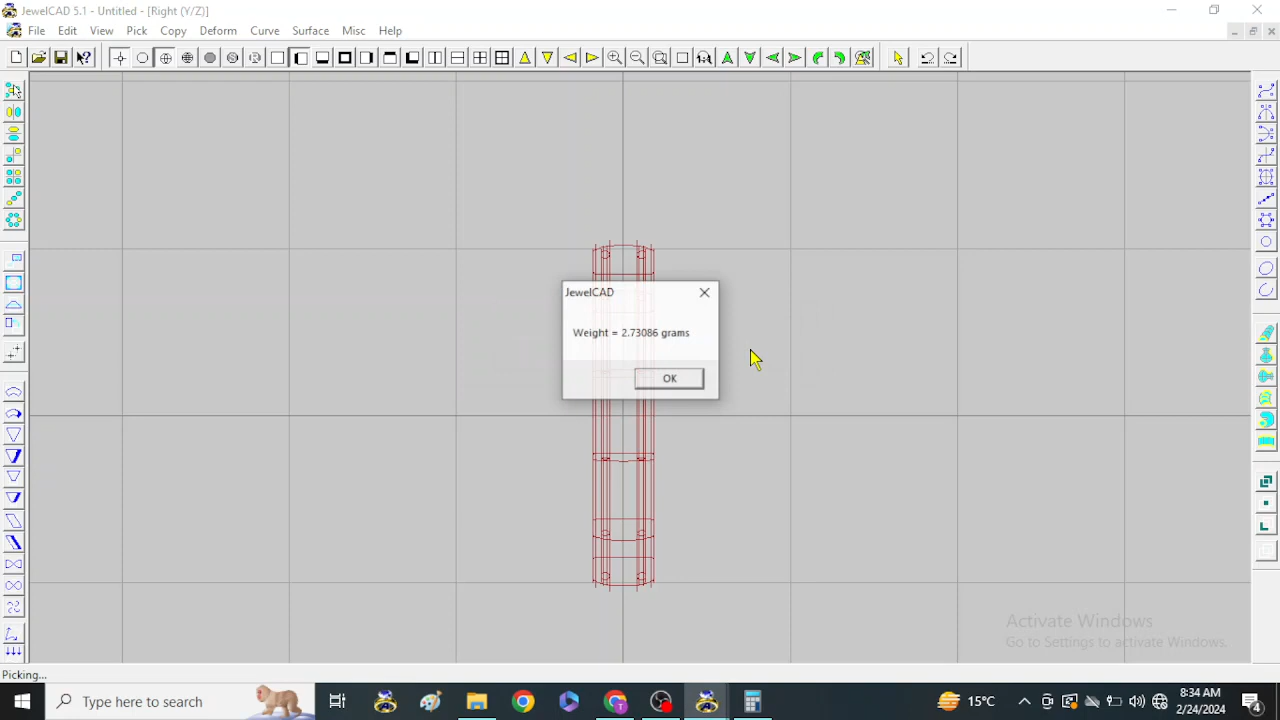 JewelCAD 5.1 - Untitled - [Right (Y/Z)]
File Edit View Pick Copy Deform Curve Surface Misc Help
JewelCAD
Weight = 2.73086 grams
OK
Activate Windows
Go to Settings to activate Windows.
Picking...
Type here to search
15°C
8:34 AM
2/24/2024
4